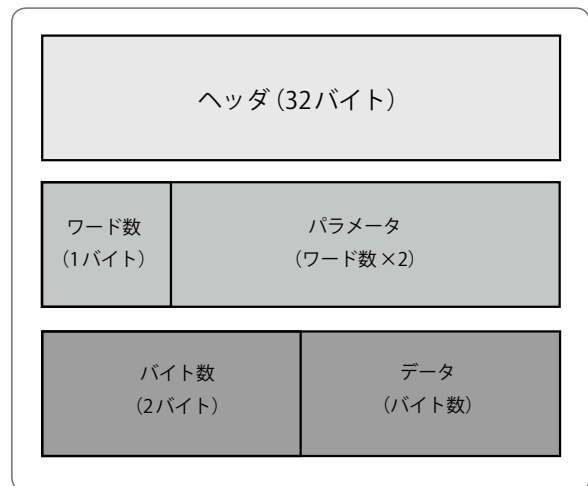 ヘッダ（32バイト）
ワード数
（1バイト）
パラメータ
（ワード数×2）
バイト数
（2バイト）
データ
（バイト数）